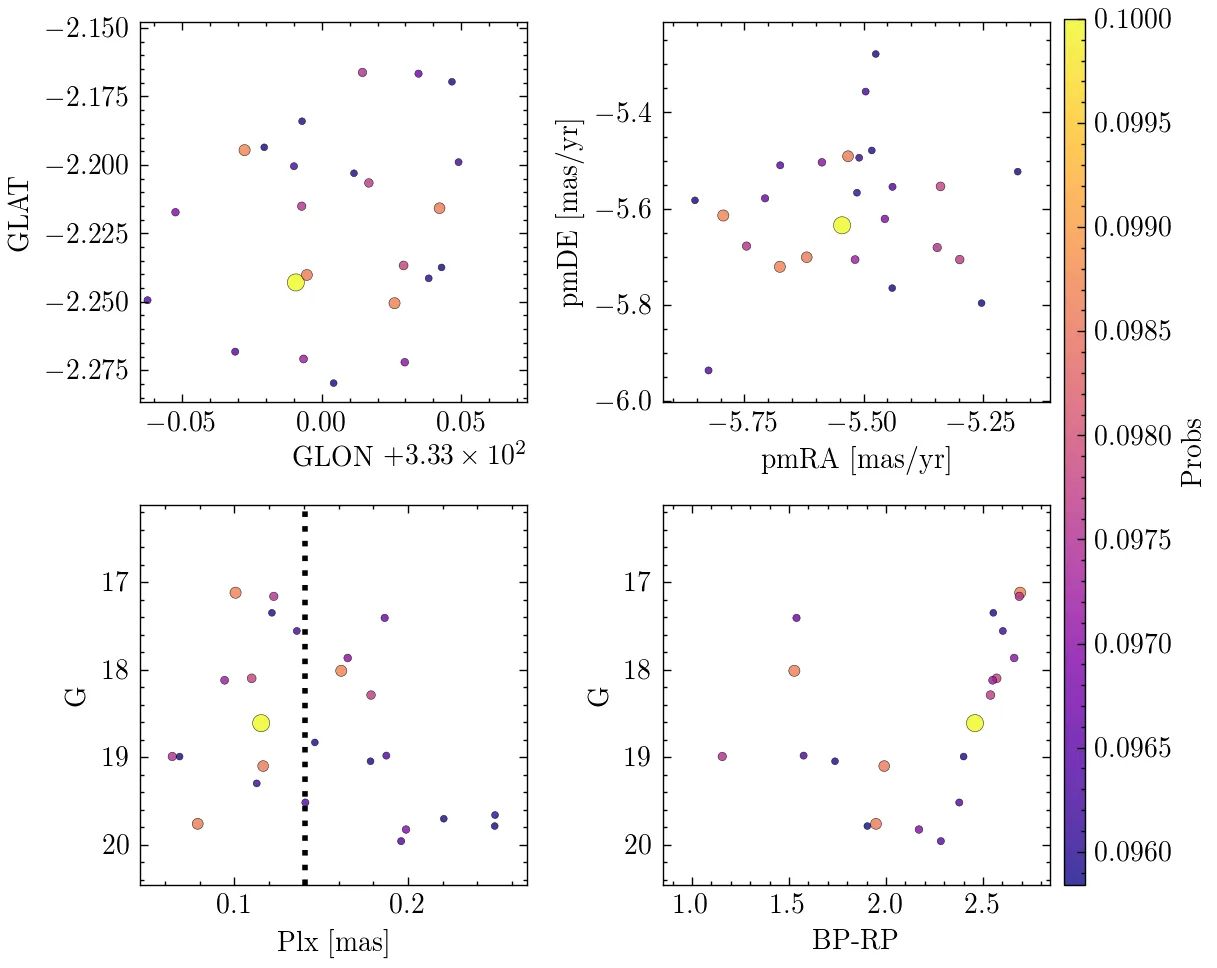 −2.150
−2.175
−2.200
−2.225
−2.250
−2.275
GLAT
−0.05 0.00 0.05
GLON +3.33 × 10²
−5.4
−5.6
−5.8
−6.0
pmDE [mas/yr]
−5.75 −5.50 −5.25
pmRA [mas/yr]
17
18
19
20
G
0.1 0.2
Plx [mas]
17
18
19
20
G
1.0 1.5 2.0 2.5
BP-RP
0.1000
0.0995
0.0990
0.0985
0.0980
0.0975
0.0970
0.0965
0.0960
Probs